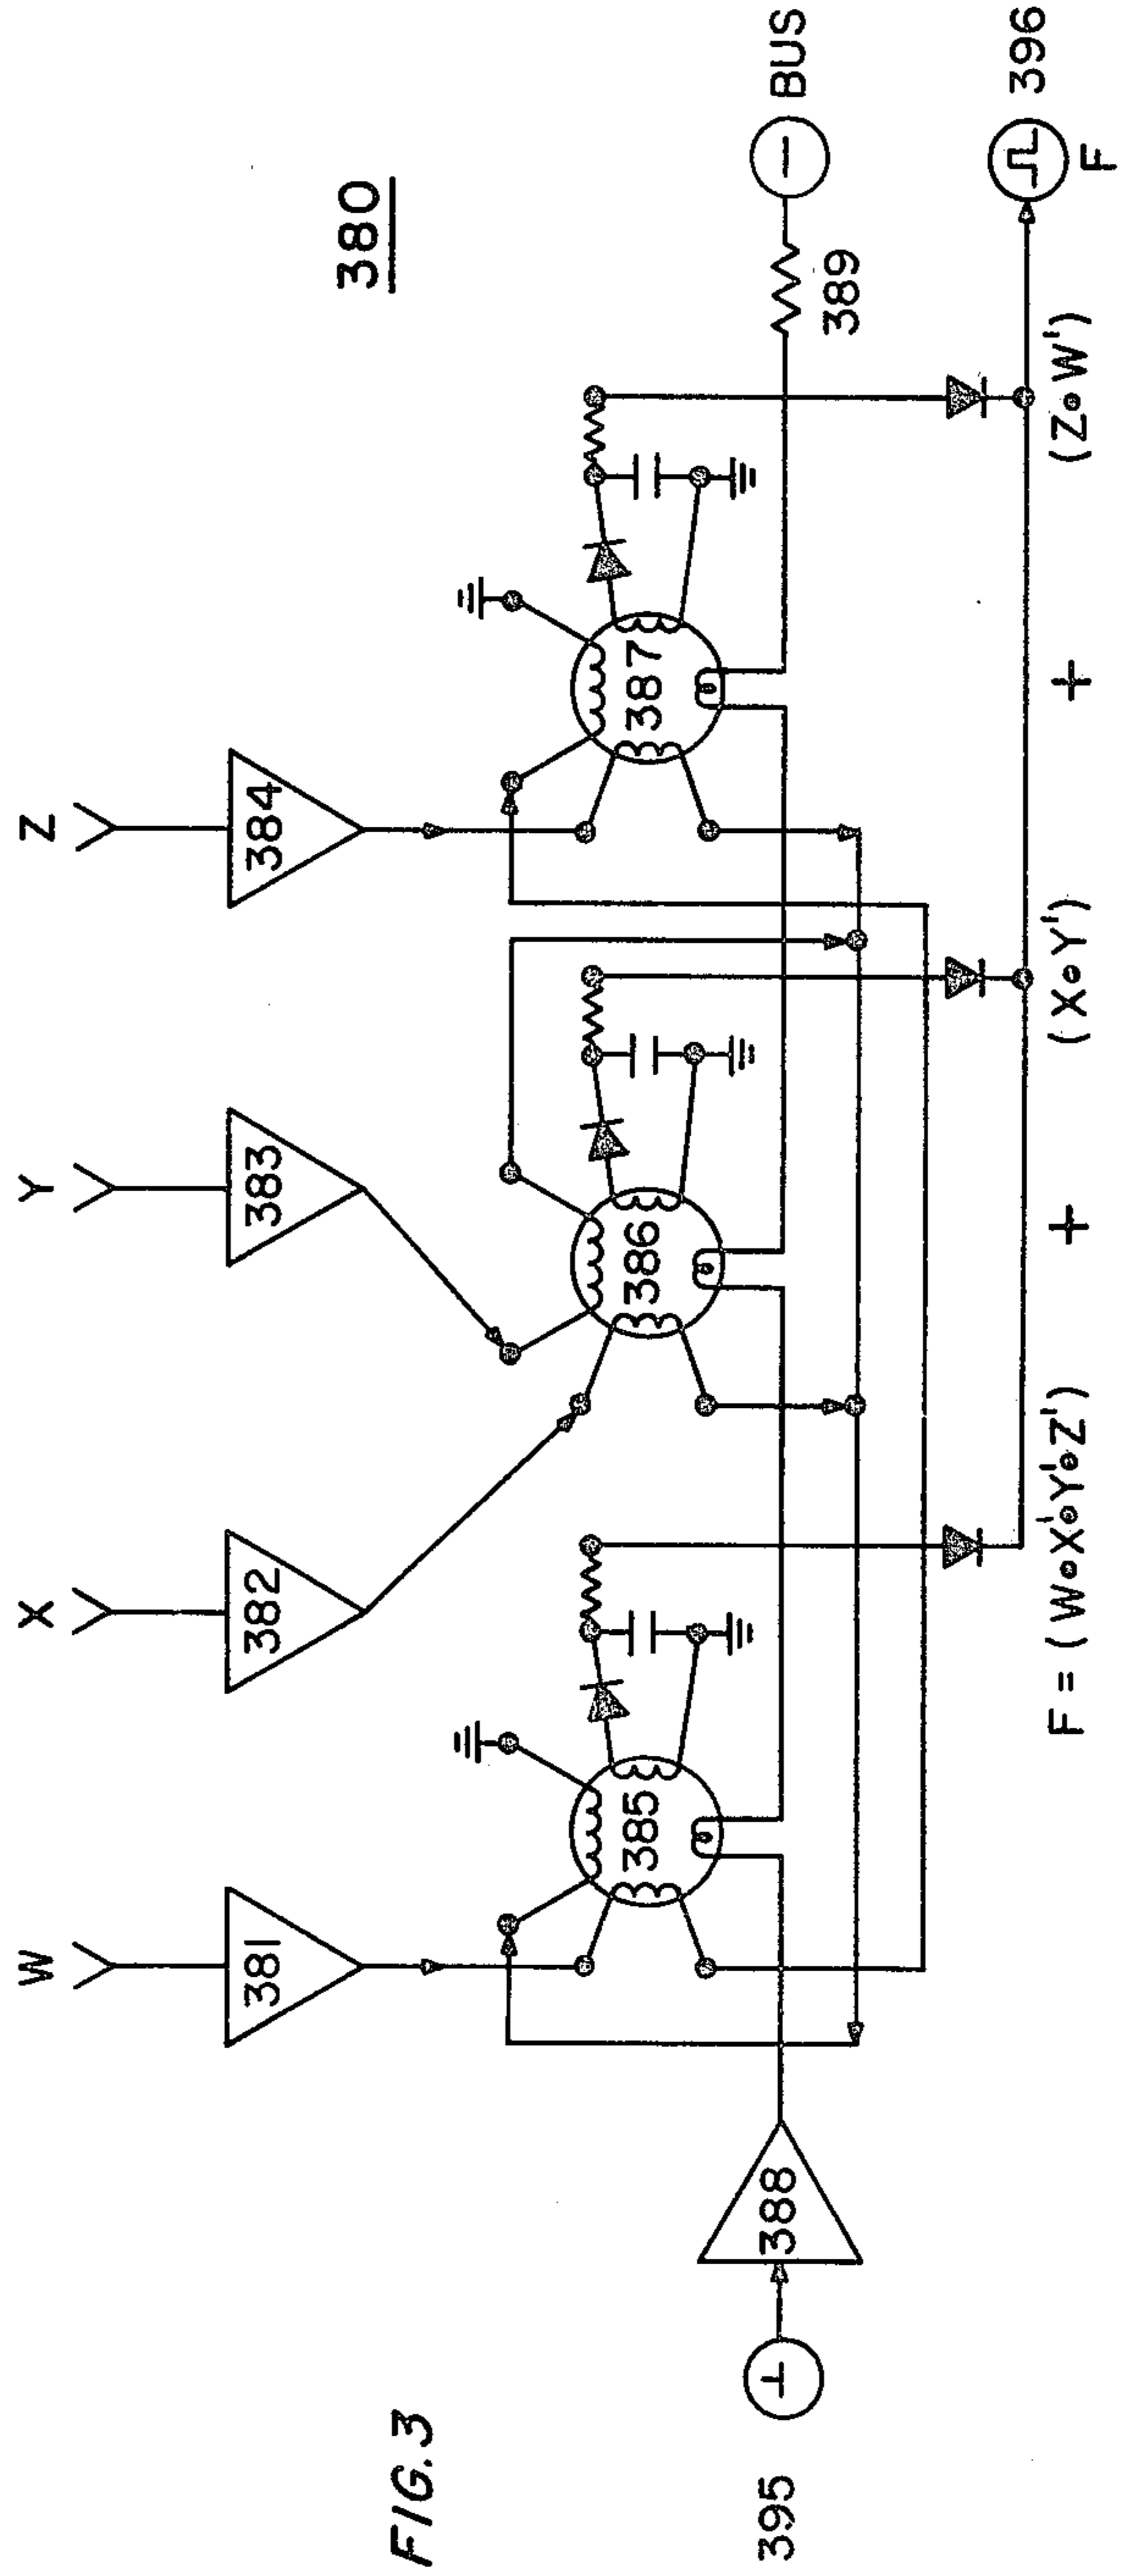 FIG. 3
380
W X Y Z
381 382 383 384
385 386 387
388
389
395
BUS
396
F
F = (W∘X'∘Y'∘Z') + (X∘Y') + (Z∘W')